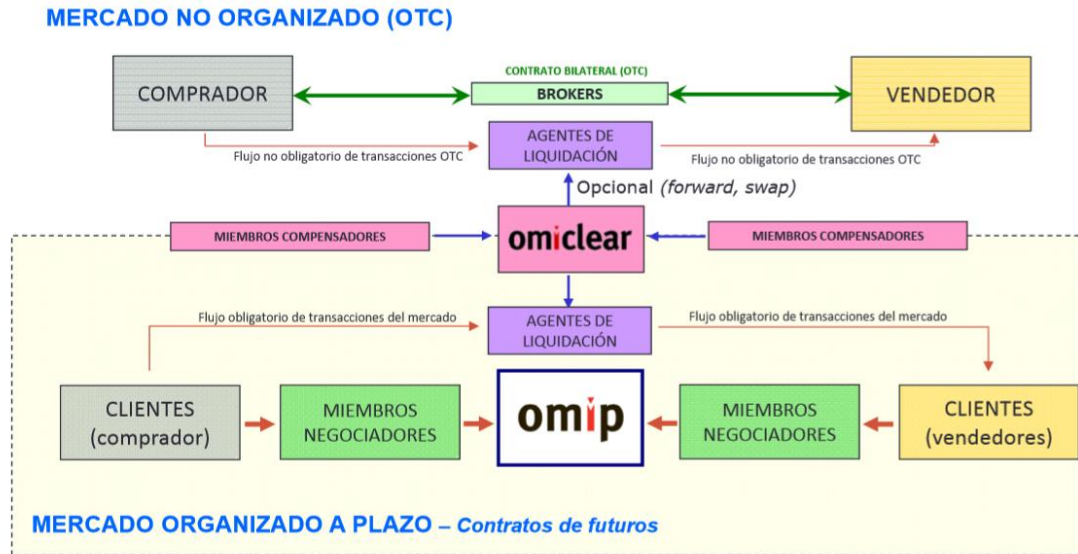 MERCADO NO ORGANIZADO (OTC)
CONTRATO BILATERAL (OTC)
COMPRADOR
BROKERS
VENDEDOR
AGENTES DE
LIQUIDACIÓN
Flujo no obligatorio de transacciones OTC
Flujo no obligatorio de transacciones OTC
Opcional (forward, swap)
MIEMBROS COMPENSADORES
omiclear
MIEMBROS COMPENSADORES
Flujo obligatorio de transacciones del mercado
AGENTES DE
LIQUIDACIÓN
Flujo obligatorio de transacciones del mercado
CLIENTES
(comprador)
MIEMBROS
NEGOCIADORES
omip
MIEMBROS
NEGOCIADORES
CLIENTES
(vendedores)
MERCADO ORGANIZADO A PLAZO – Contratos de futuros